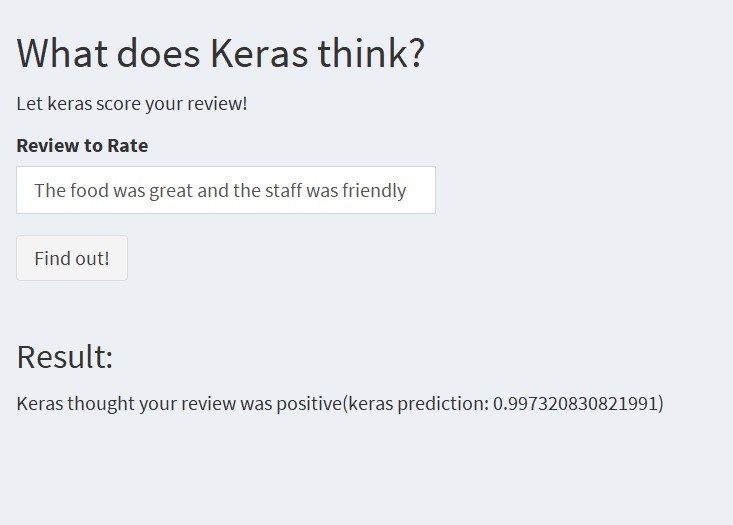 What does Keras think?
Let keras score your review!
Review to Rate
The food was great and the staff was friendly
Find out!
Result:
Keras thought your review was positive(keras prediction: 0.997320830821991)